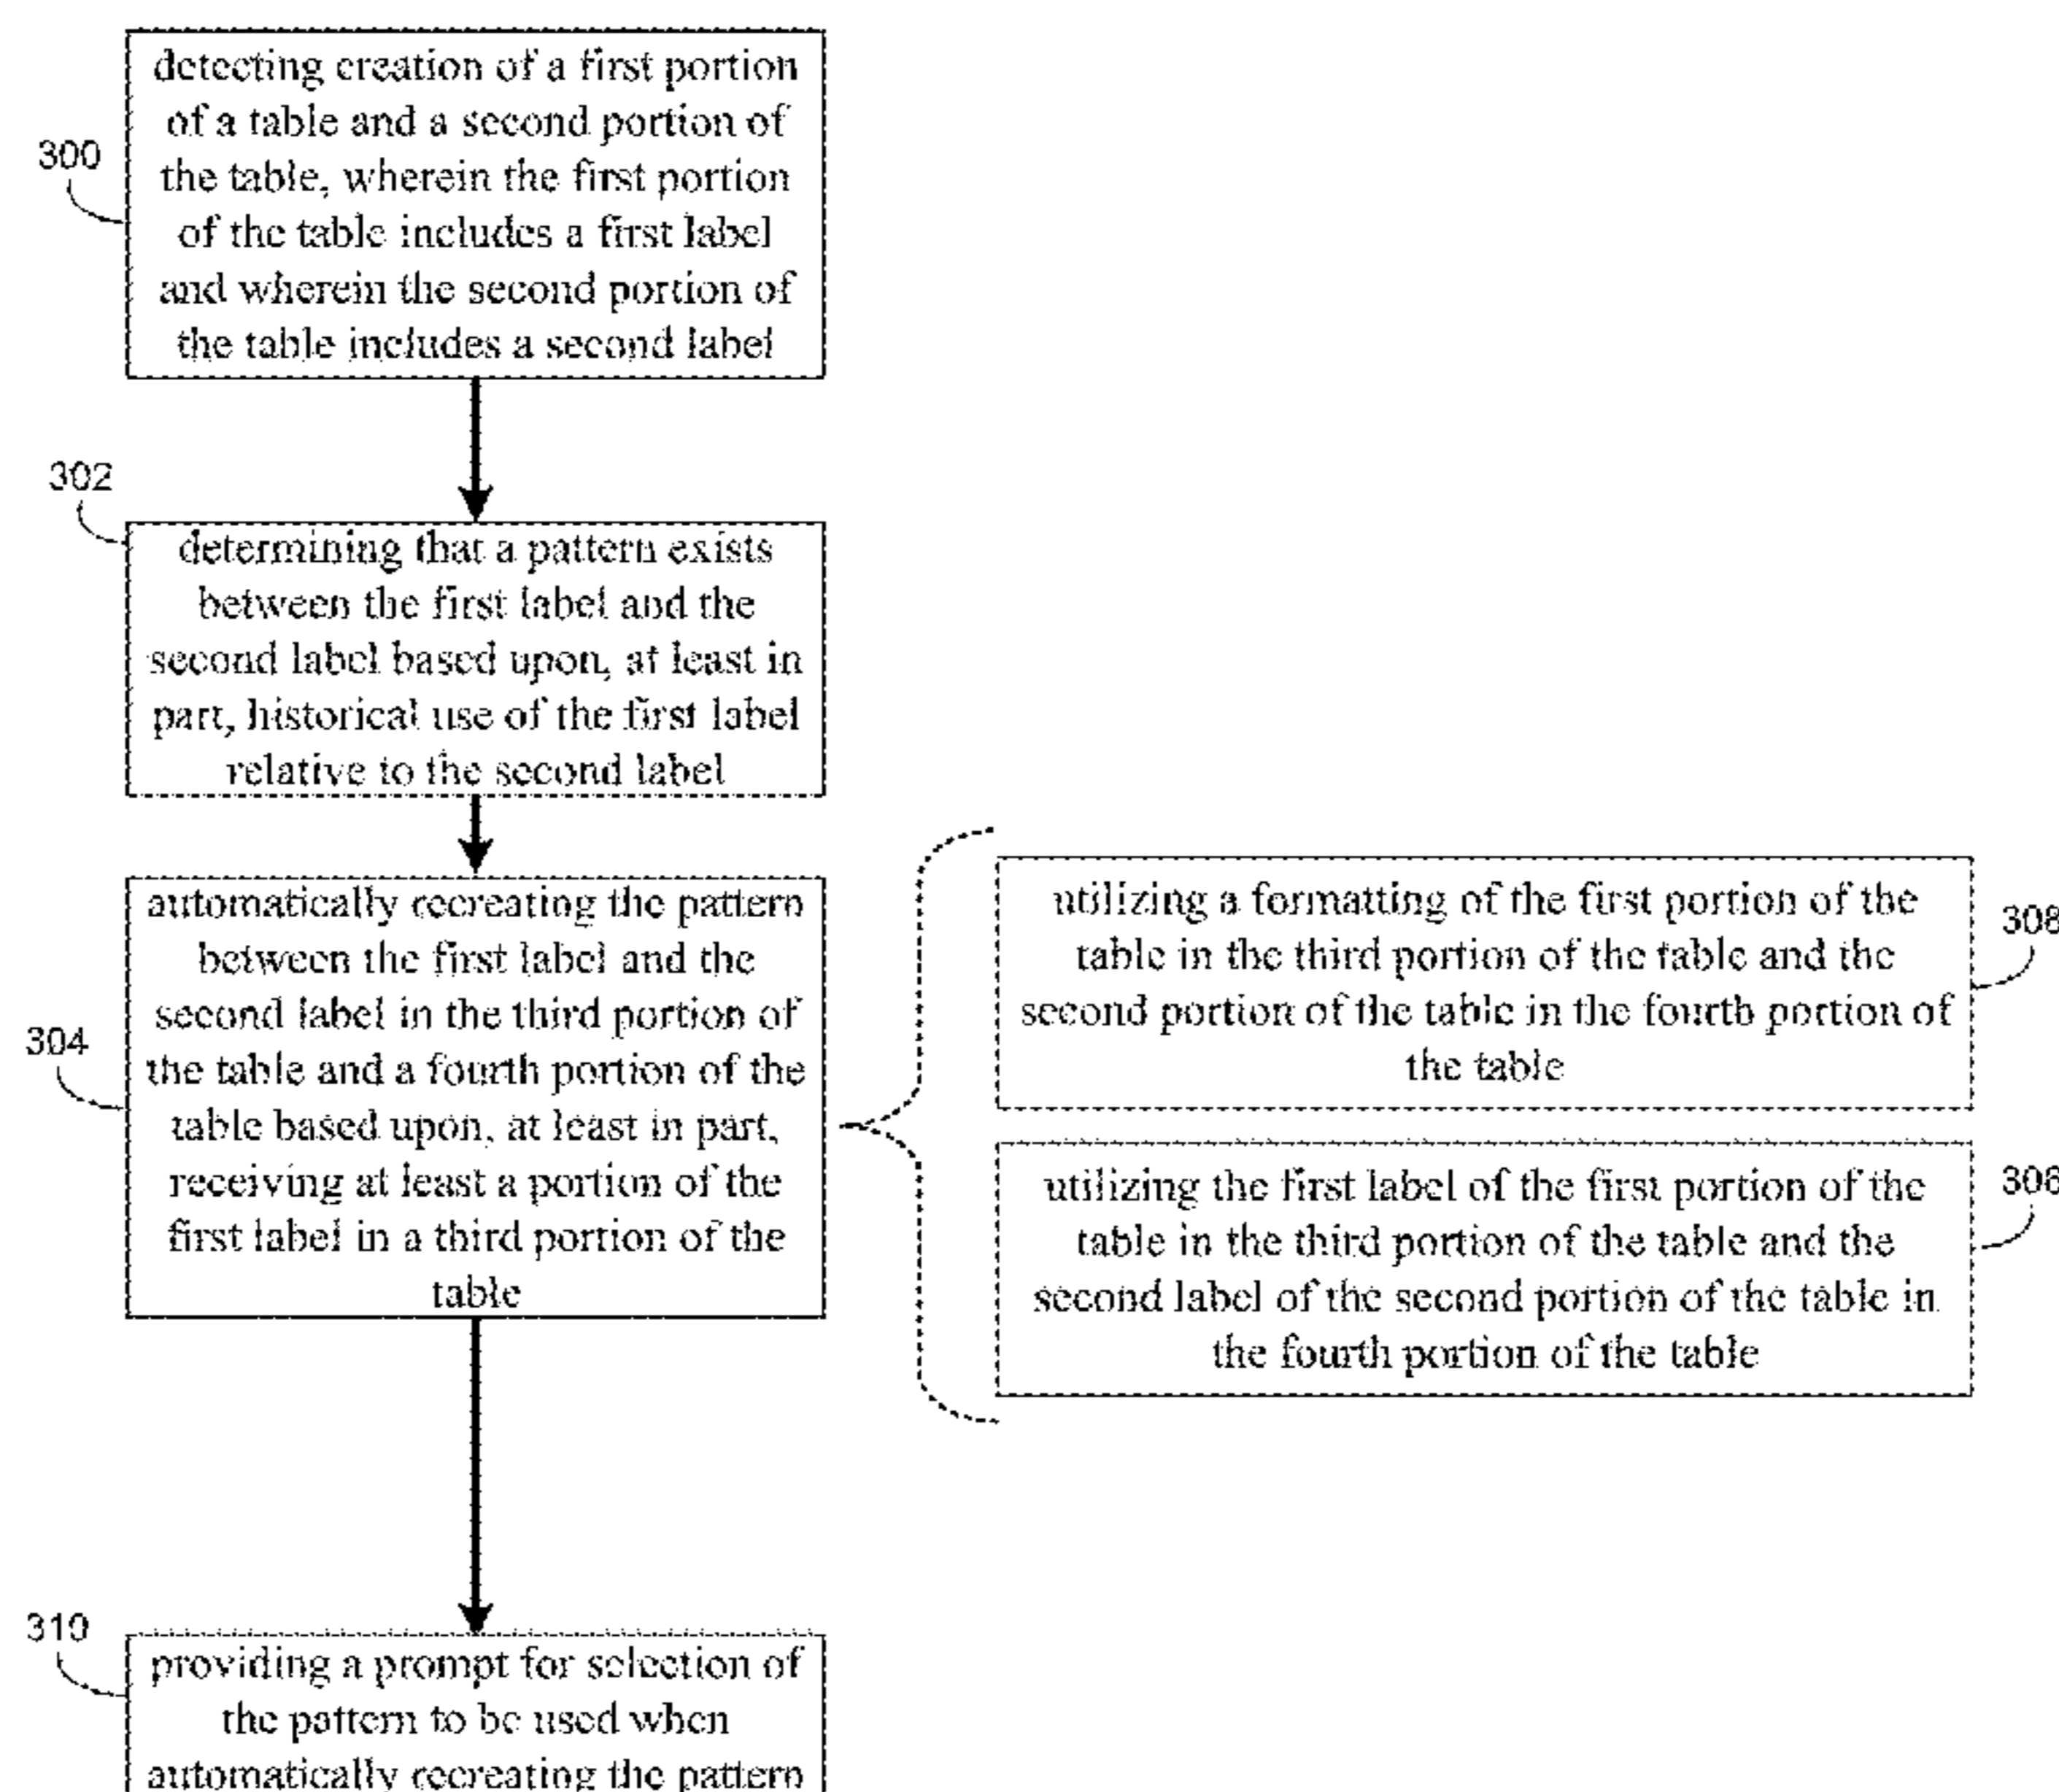 300
detecting creation of a first portion
of a table and a second portion of
the table, wherein the first portion
of the table includes a first label
and wherein the second portion of
the table includes a second label
302
determining that a pattern exists
between the first label and the
second label based upon, at least in
part, historical use of the first label
relative to the second label
304
automatically recreating the pattern
between the first label and the
second label in the third portion of
the table and a fourth portion of the
table based upon, at least in part,
receiving at least a portion of the
first label in a third portion of the
table
308
utilizing a formatting of the first portion of the
table in the third portion of the table and the
second portion of the table in the fourth portion of
the table
306
utilizing the first label of the first portion of the
table in the third portion of the table and the
second label of the second portion of the table in
the fourth portion of the table
310
providing a prompt for selection of
the pattern to be used when
automatically recreating the pattern